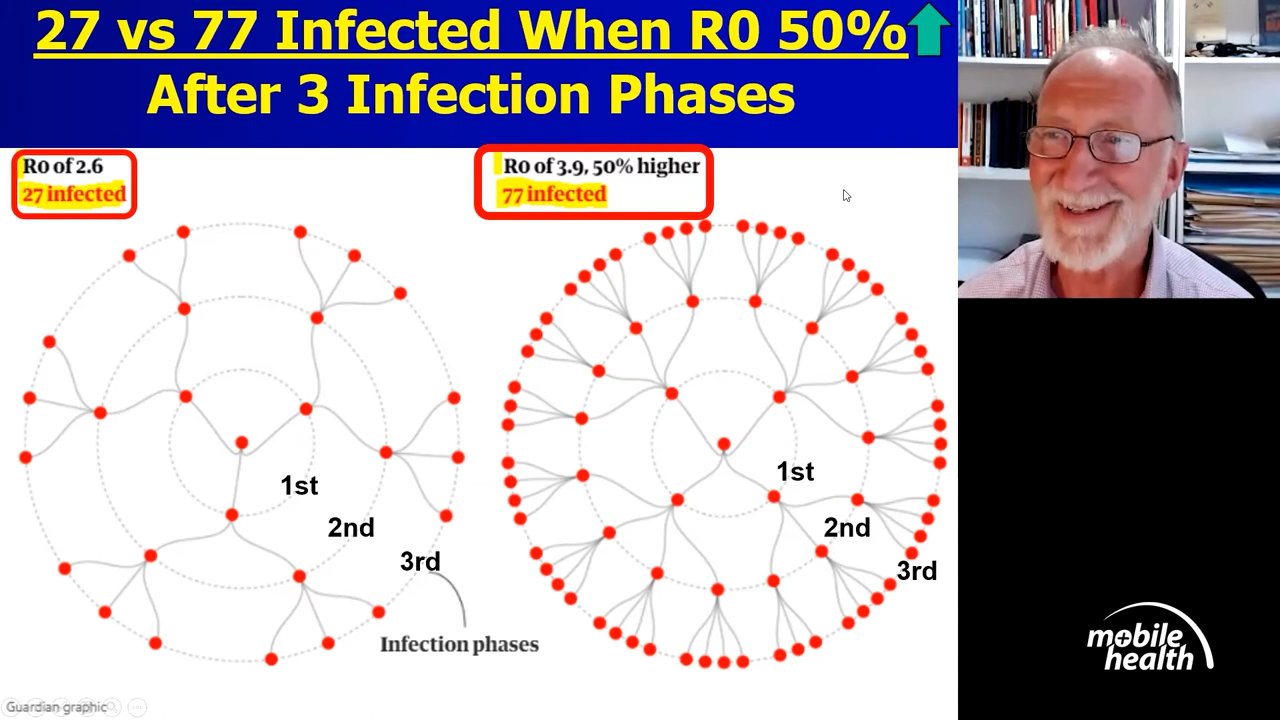 27 vs 77 Infected When R0 50%
After 3 Infection Phases
R0 of 2.6
27 infected
R0 of 3.9, 50% higher
77 infected
1st
2nd
3rd
Infection phases
1st
2nd
3rd
Guardian graphic
mobile
health